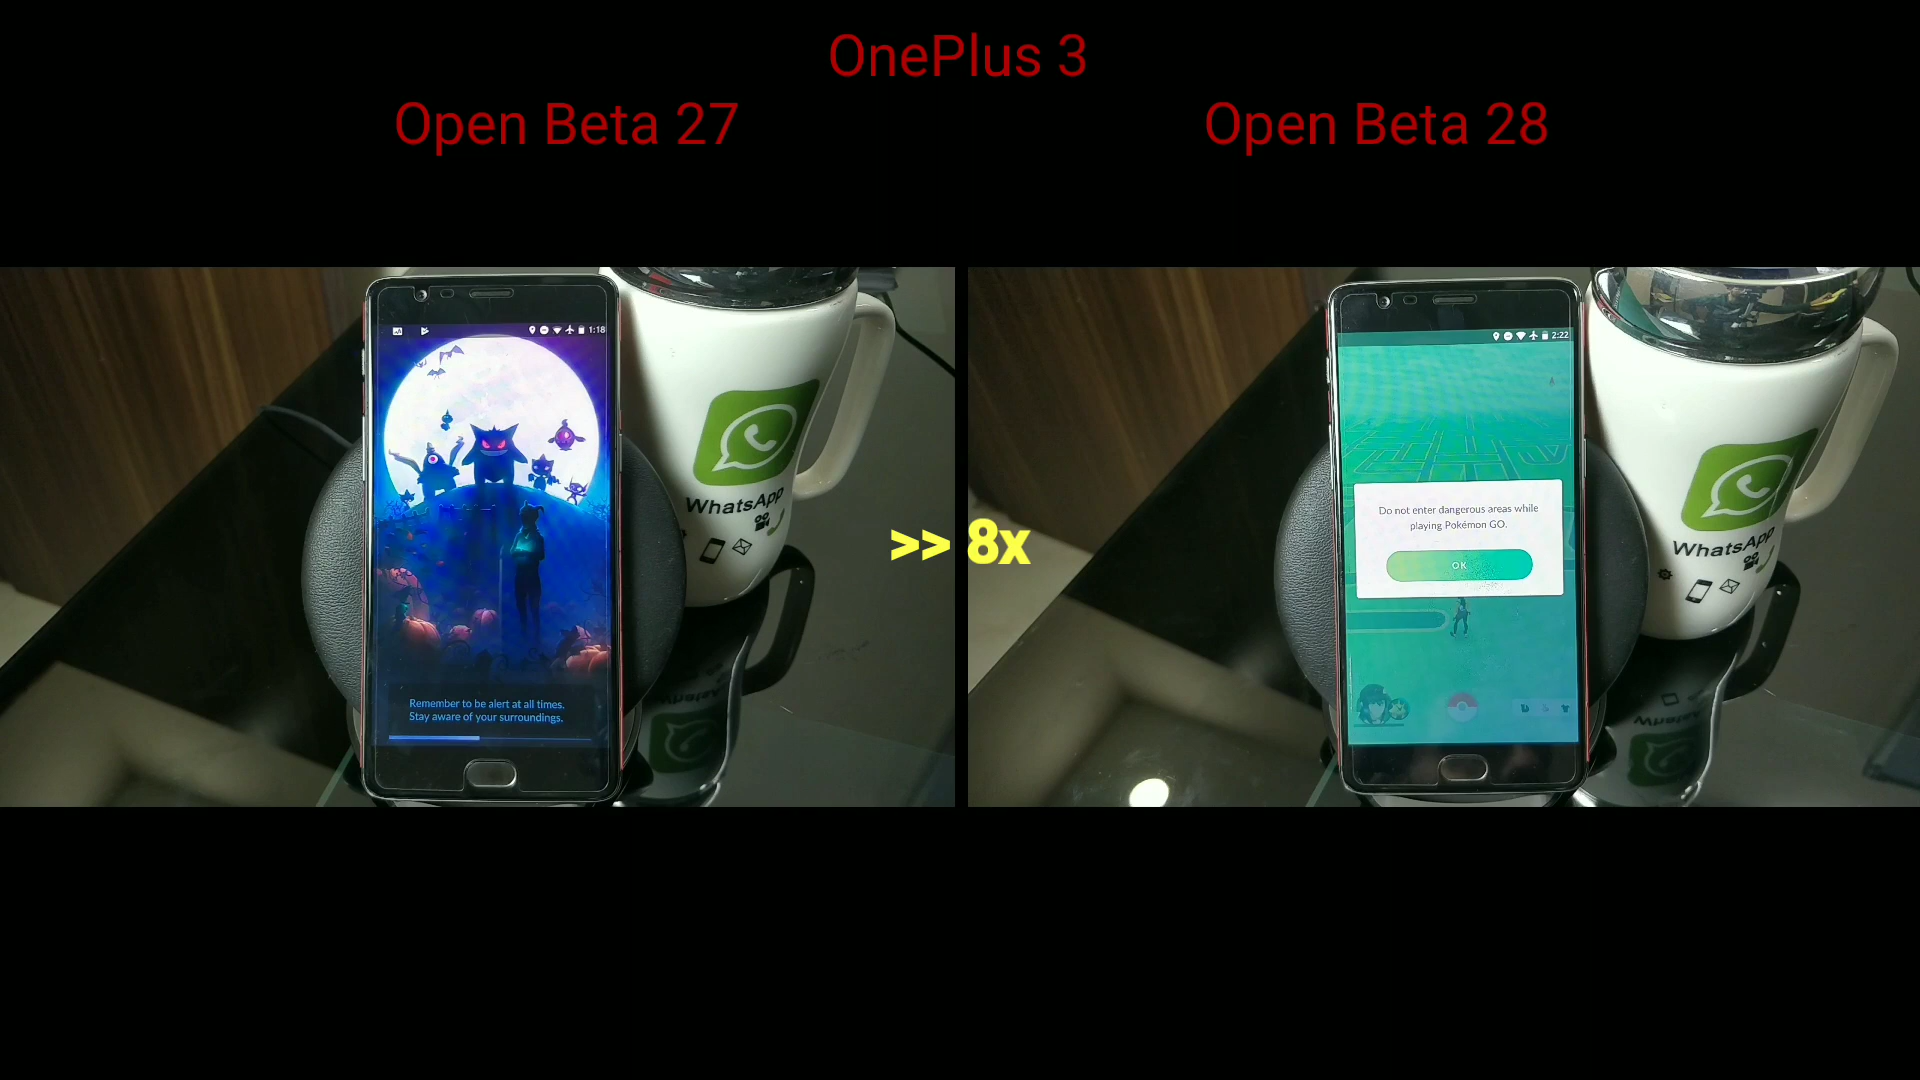 OnePlus 3
Open Beta 27
Open Beta 28
1:18
Remember to be alert at all times.
Stay aware of your surroundings.
WhatsApp
>> 8x
2:22
Do not enter dangerous areas while
playing Pokémon GO.
OK
WhatsApp